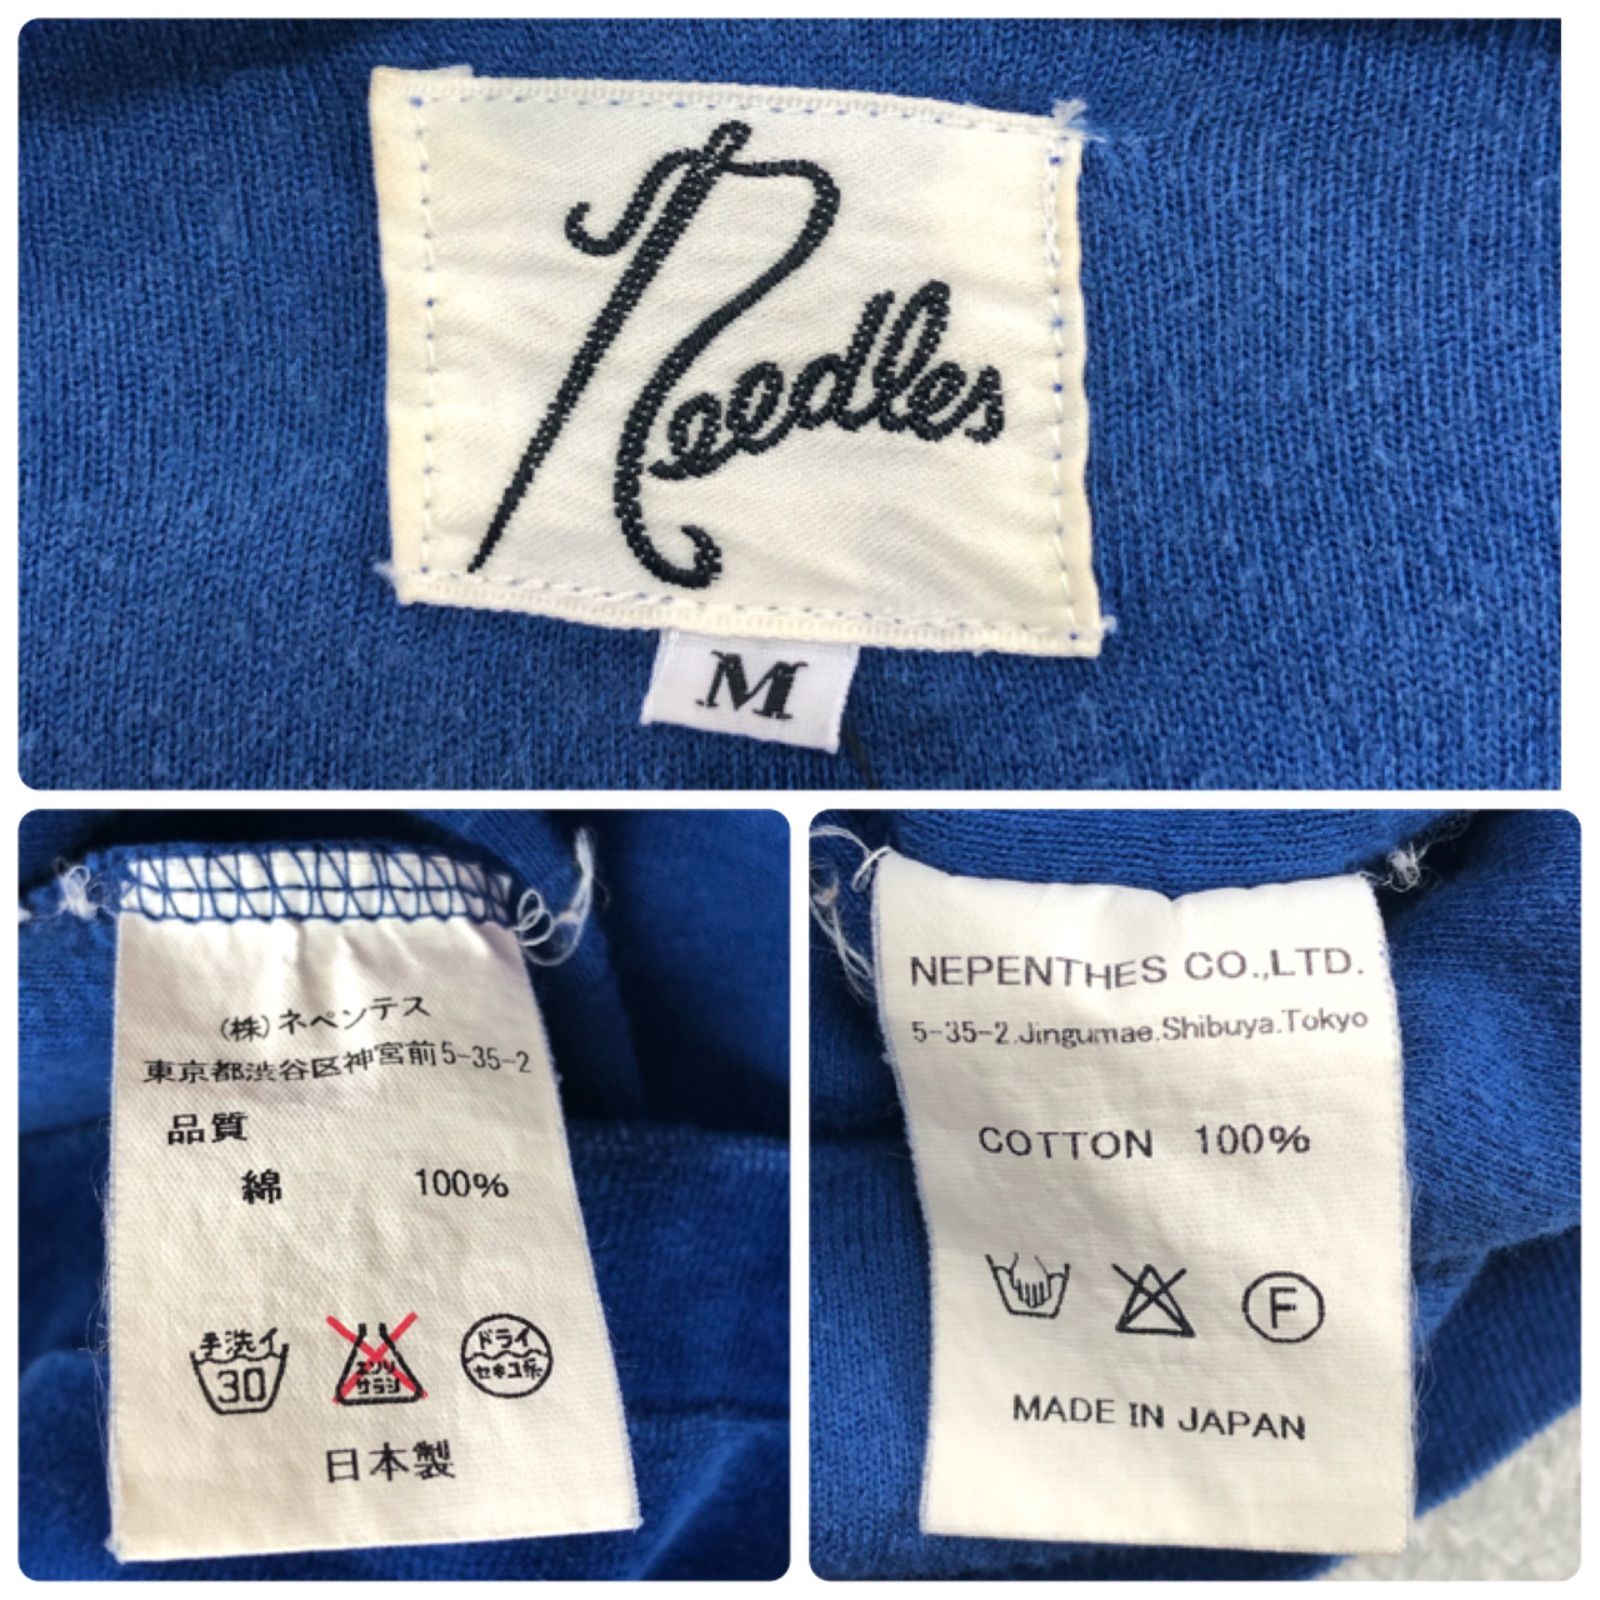 Needles
M
(株)ネペンテス
東京都渋谷区神宮前5-35-2
品質
綿 100%
手洗イ
30
エンソ
サラシ
ドライ
セキユ系
日本製
NEPENTHES CO.,LTD.
5-35-2.Jingumae.Shibuya.Tokyo
COTTON 100%
F
MADE IN JAPAN